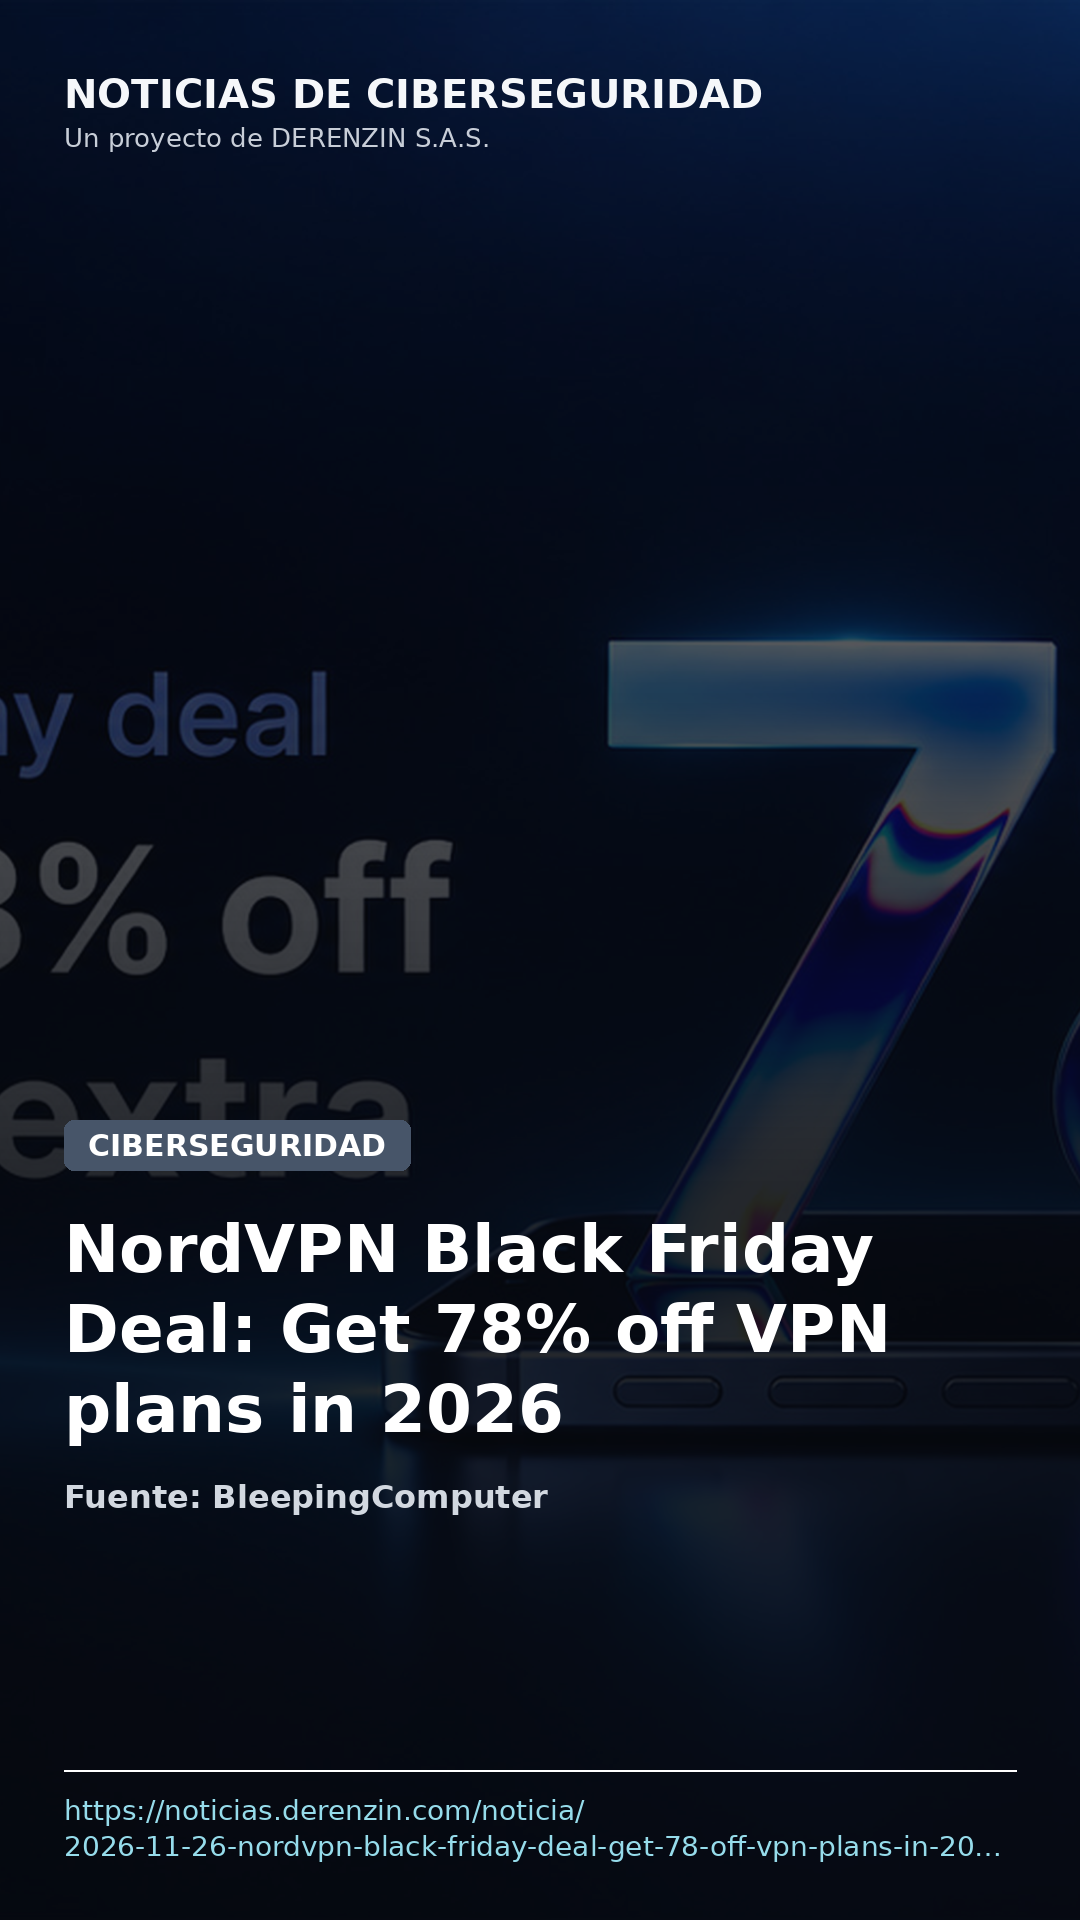 NOTICIAS DE CIBERSEGURIDAD
Un proyecto de DERENZIN S.A.S.
deal
% off
extra
7
CIBERSEGURIDAD
NordVPN Black Friday
Deal: Get 78% off VPN
plans in 2026
Fuente: BleepingComputer
https://noticias.derenzin.com/noticia/
2026-11-26-nordvpn-black-friday-deal-get-78-off-vpn-plans-in-20...